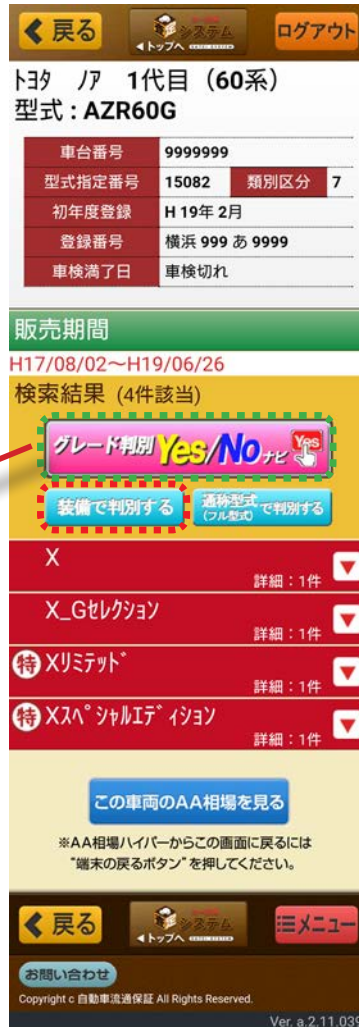 戻る
システム
◀トップへ
ログアウト
トヨタ ノア 1代目（60系）
型式 : AZR60G
車台番号 9999999
型式指定番号 15082 類別区分 7
初年度登録 H 19年 2月
登録番号 横浜 999 あ 9999
車検満了日 車検切れ
販売期間
H17/08/02～H19/06/26
検索結果 (4件該当)
グレード判別 Yes/No ナビ Yes
装備で判別する 通称型式(フル型式)で判別する
X
詳細：1件
X_Gセレクション
詳細：1件
特 Xリミテッド
詳細：1件
特 Xスペシャルエディション
詳細：1件
この車両のAA相場を見る
※AA相場ハイパーからこの画面に戻るには
"端末の戻るボタン"を押してください。
戻る
システム
◀トップへ
メニュー
お問い合わせ
Copyright c 自動車流通保証 All Rights Reserved.
Ver. a.2.11.039